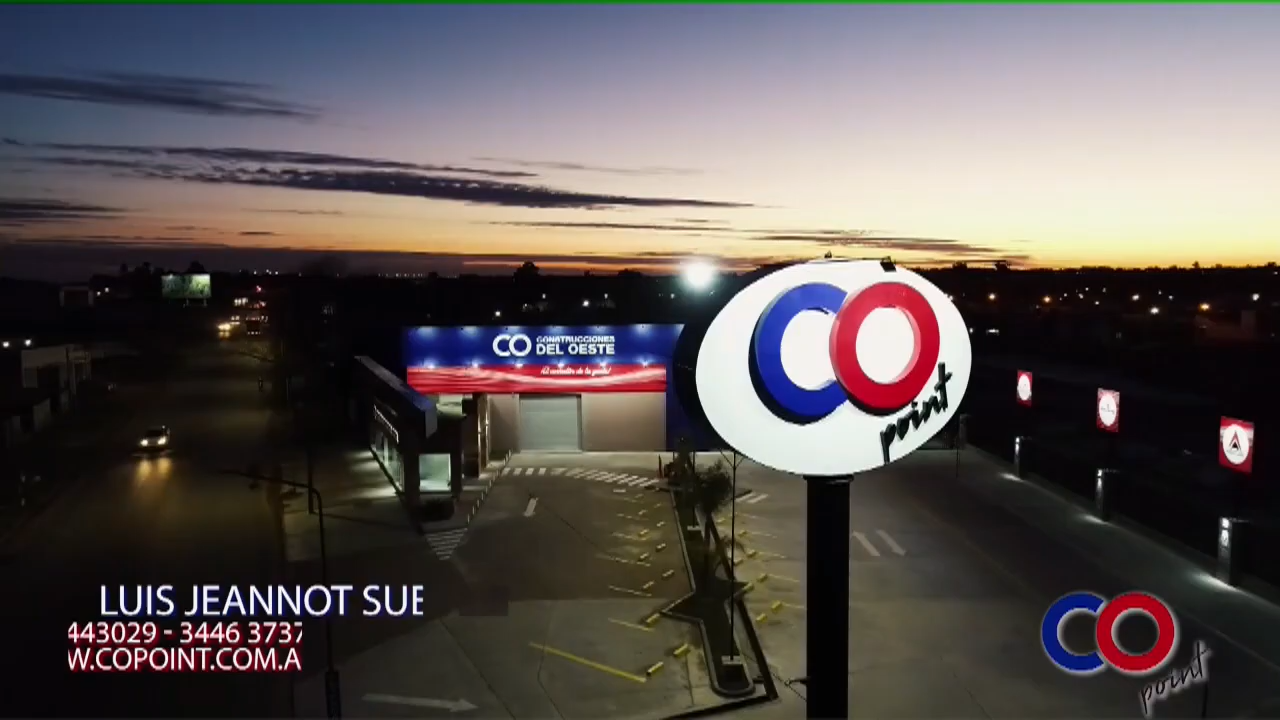 CO CONSTRUCCIONES
DEL OESTE
CO
point
LUIS JEANNOT SUE
443029 - 3446 3737
W.COPOINT.COM.A
CO
point